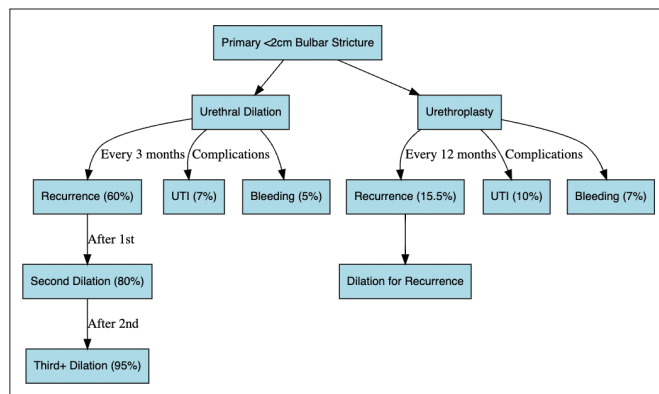 Primary <2cm Bulbar Stricture
Urethral Dilation
Urethroplasty
Every 3 months
Complications
Every 12 months
Complications
Recurrence (60%)
UTI (7%)
Bleeding (5%)
Recurrence (15.5%)
UTI (10%)
Bleeding (7%)
After 1st
Second Dilation (80%)
Dilation for Recurrence
After 2nd
Third+ Dilation (95%)